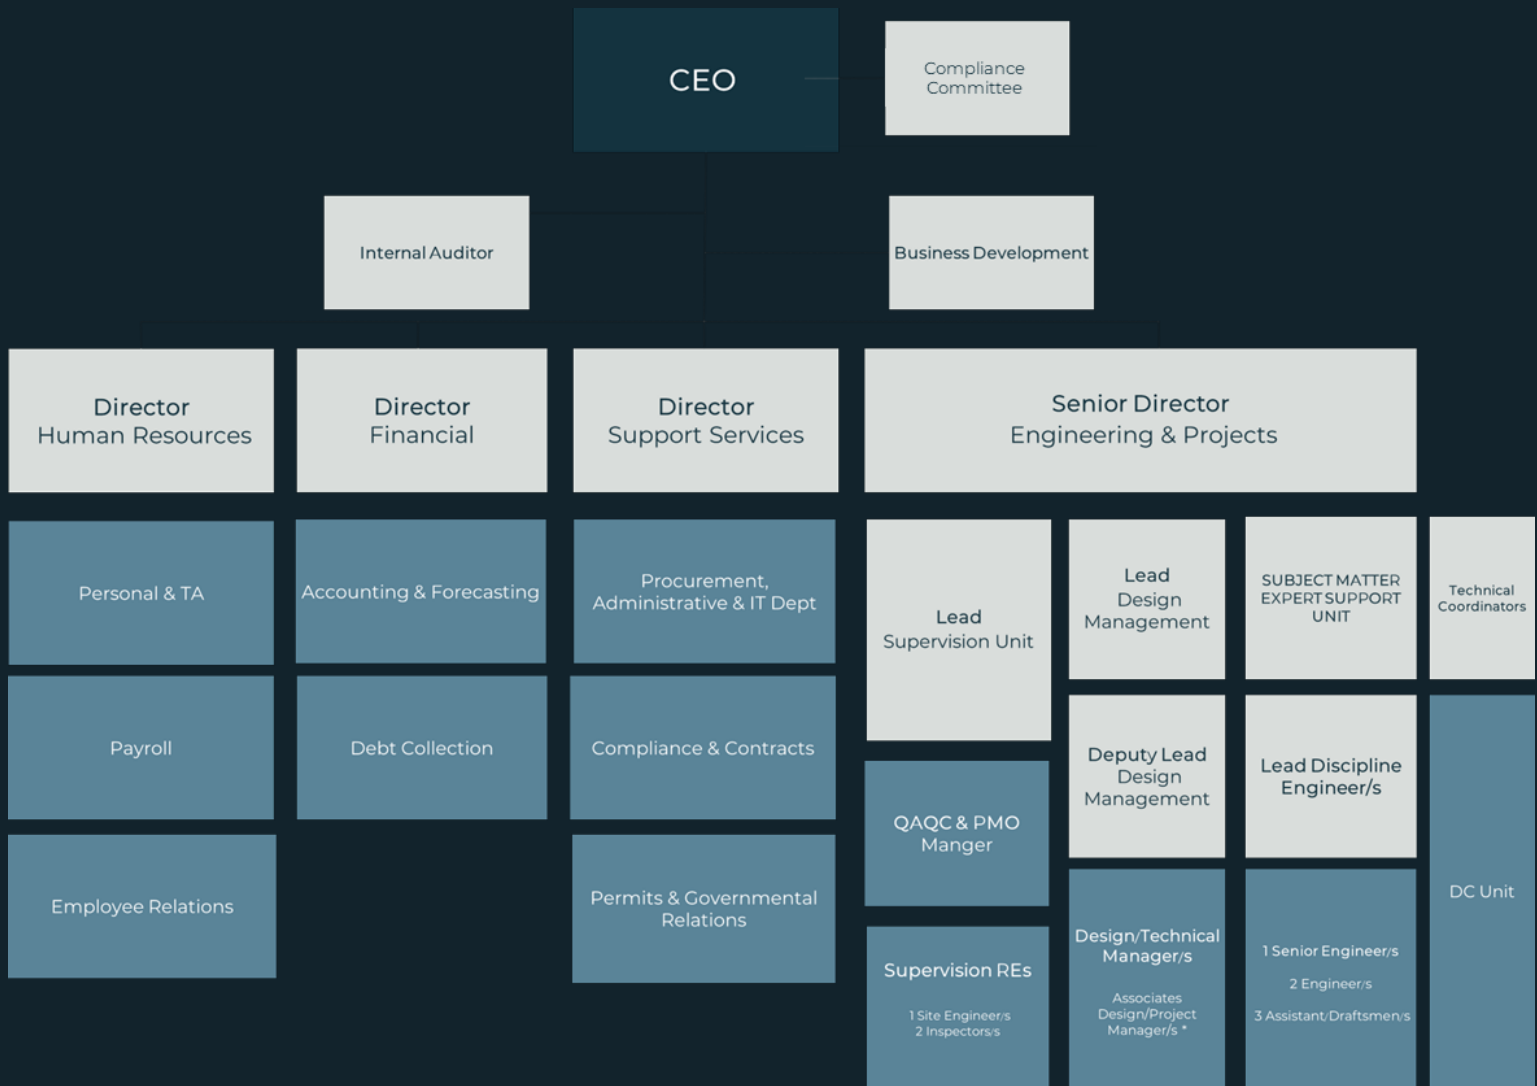 CEO
Compliance
Committee
Internal Auditor
Business Development
Director
Human Resources
Director
Financial
Director
Support Services
Senior Director
Engineering & Projects
Personal & TA
Accounting & Forecasting
Procurement,
Administrative & IT Dept
Lead
Supervision Unit
Lead
Design
Management
SUBJECT MATTER
EXPERT SUPPORT
UNIT
Technical
Coordinators
Payroll
Debt Collection
Compliance & Contracts
Deputy Lead
Design
Management
Lead Discipline
Engineer/s
QAQC & PMO
Manger
Employee Relations
Permits & Governmental
Relations
DC Unit
Supervision REs
1 Site Engineer/s
2 Inspectors/s
Design/Technical
Manager/s
Associates
Design/Project
Manager/s *
1 Senior Engineer/s
2 Engineer/s
3 Assistant/Draftsmen/s